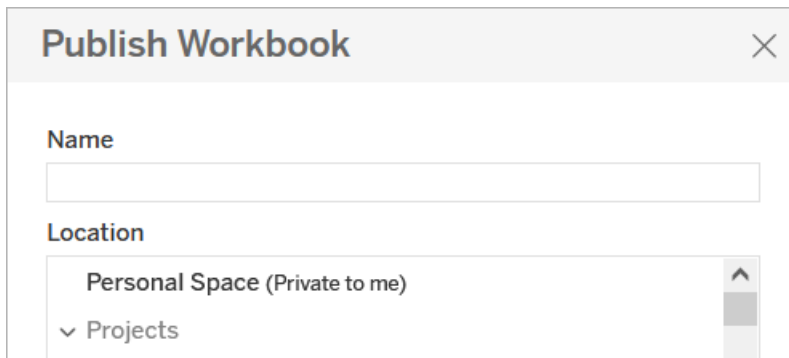 Publish Workbook
Name
Location
Personal Space (Private to me)
Projects